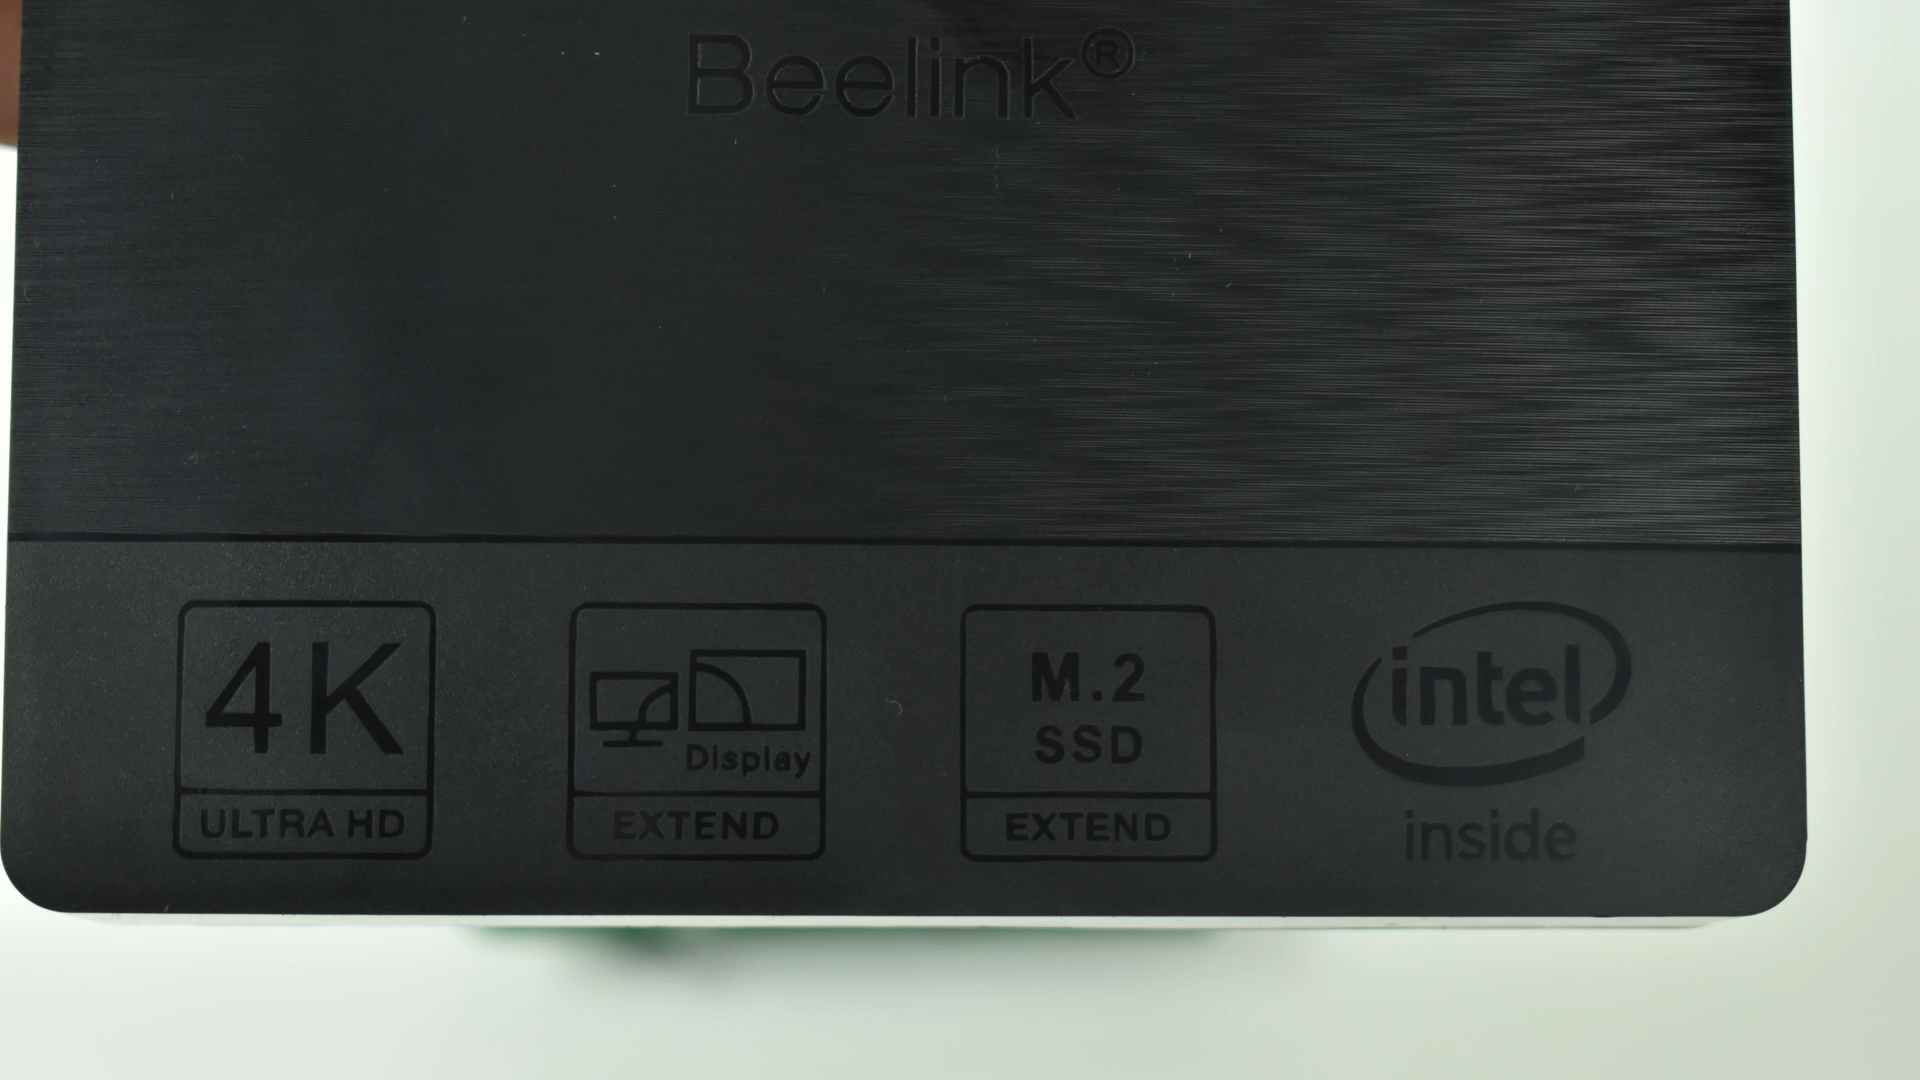 Beelink®
4K
ULTRA HD
Display
EXTEND
M.2
SSD
EXTEND
intel
inside